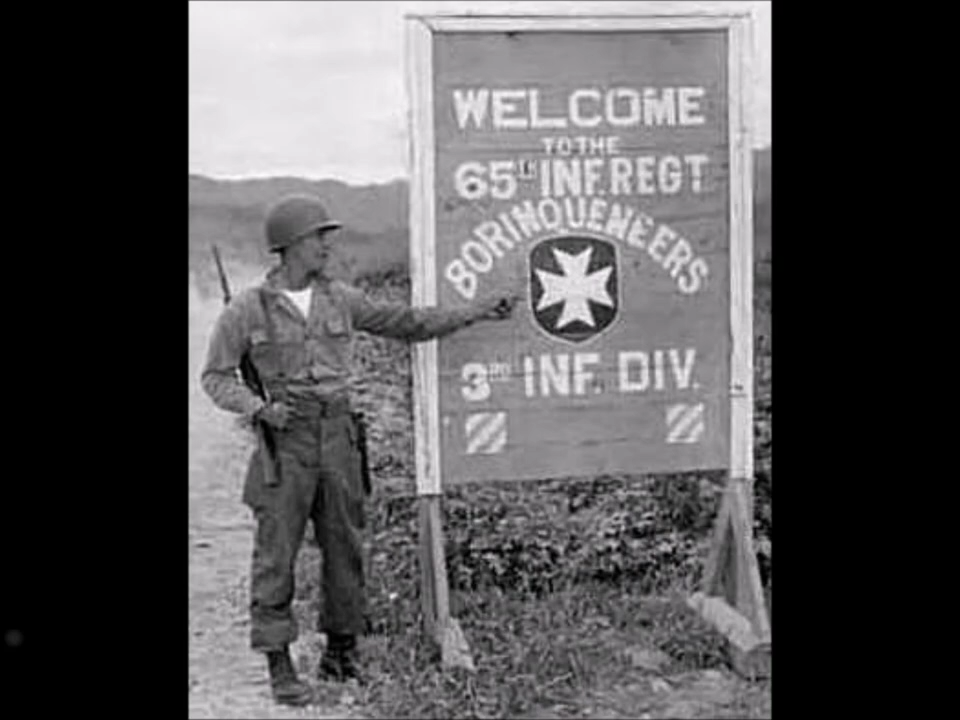 WELCOME
TO THE
65TH INF. REGT
BORINQUENEERS
3RD INF. DIV.